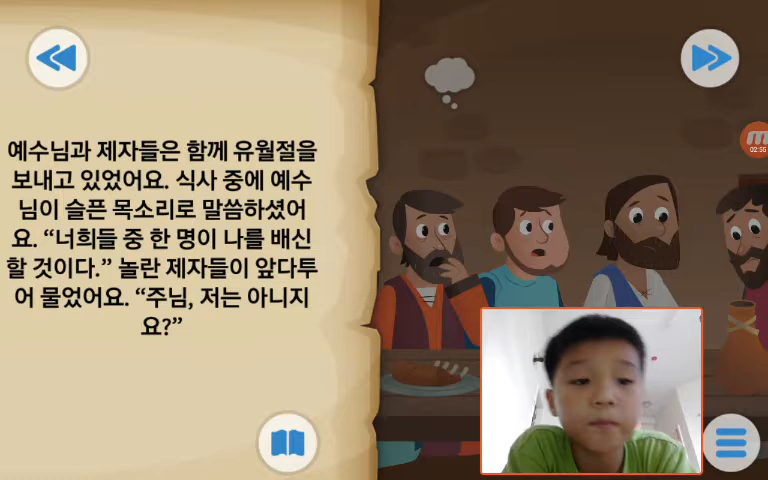 예수님과 제자들은 함께 유월절을
보내고 있었어요. 식사 중에 예수
님이 슬픈 목소리로 말씀하셨어
요. “너희들 중 한 명이 나를 배신
할 것이다.” 놀란 제자들이 앞다투
어 물었어요. “주님, 저는 아니지
요?”
02:55